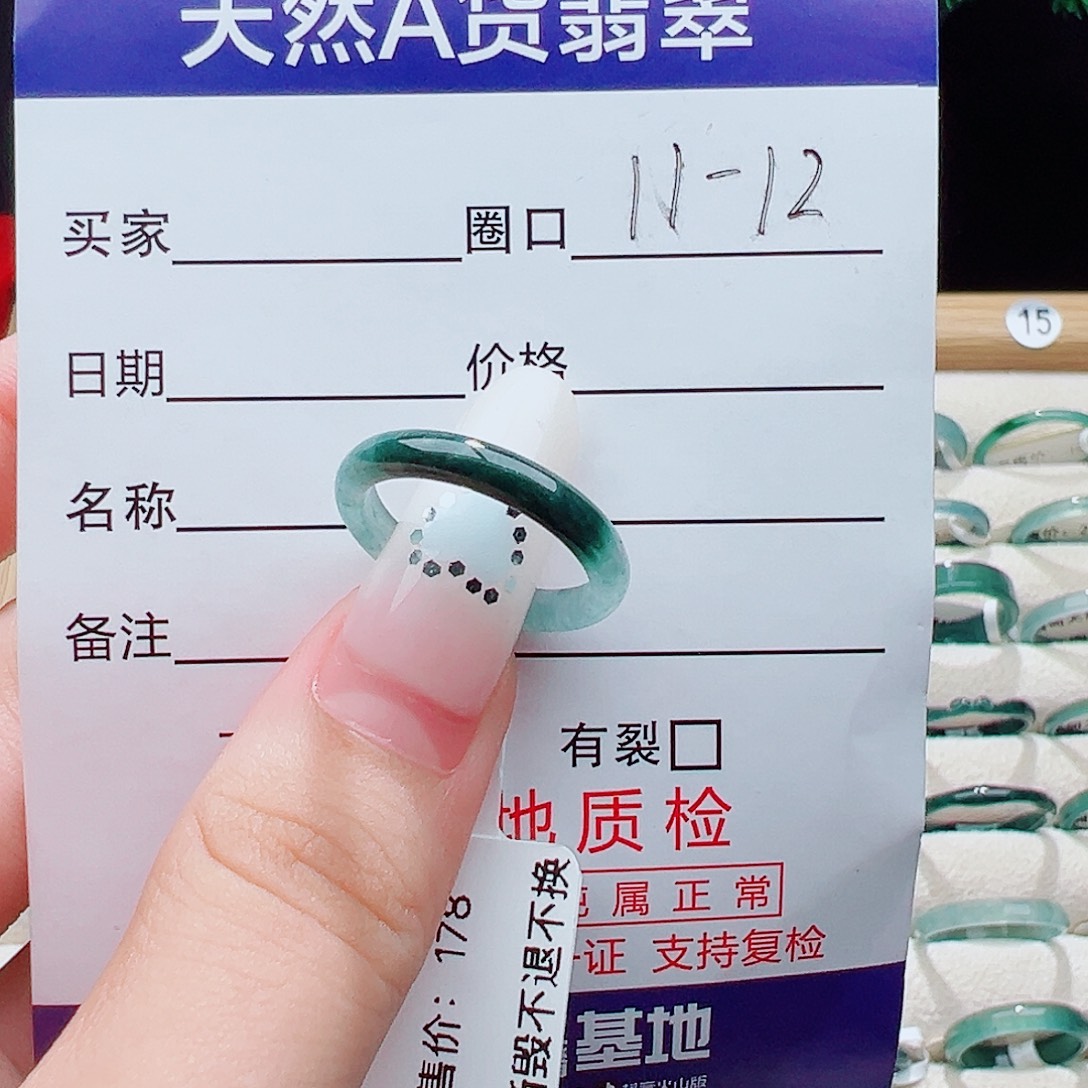 天然A货翡翠
买家 圈口 11-12
日期 价格
名称
备注
有裂□
地质检
属正常
证 支持复检
售价：178
毁不退不换
基地
15